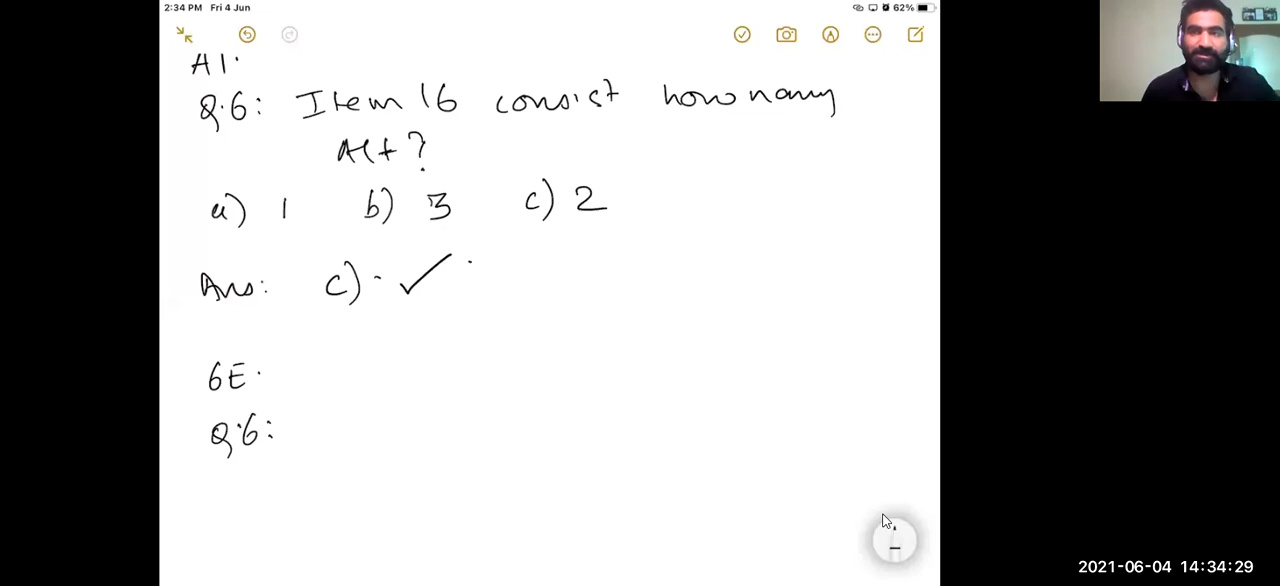 2:34 PM Fri 4 Jun
62%
A1.
Q.6: Item 16 consist how nany
Alt?
a) 1 b) 3 c) 2
Ans: c) ✓
6E.
Q.6:
2021-06-04 14:34:29